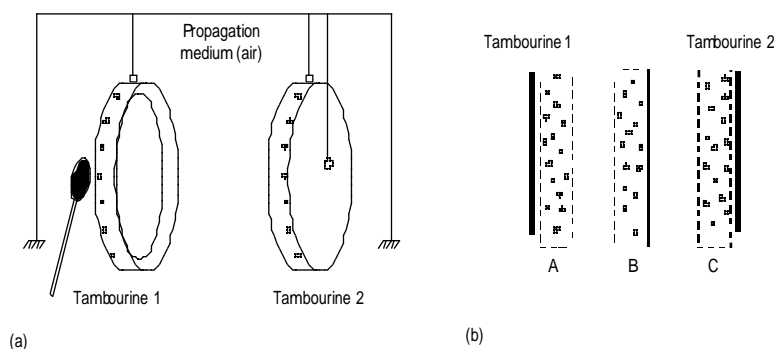 Propagation
medium (air)
Tambourine 1
Tambourine 2
(a)
Tambourine 1
Tambourine 2
A
B
C
(b)